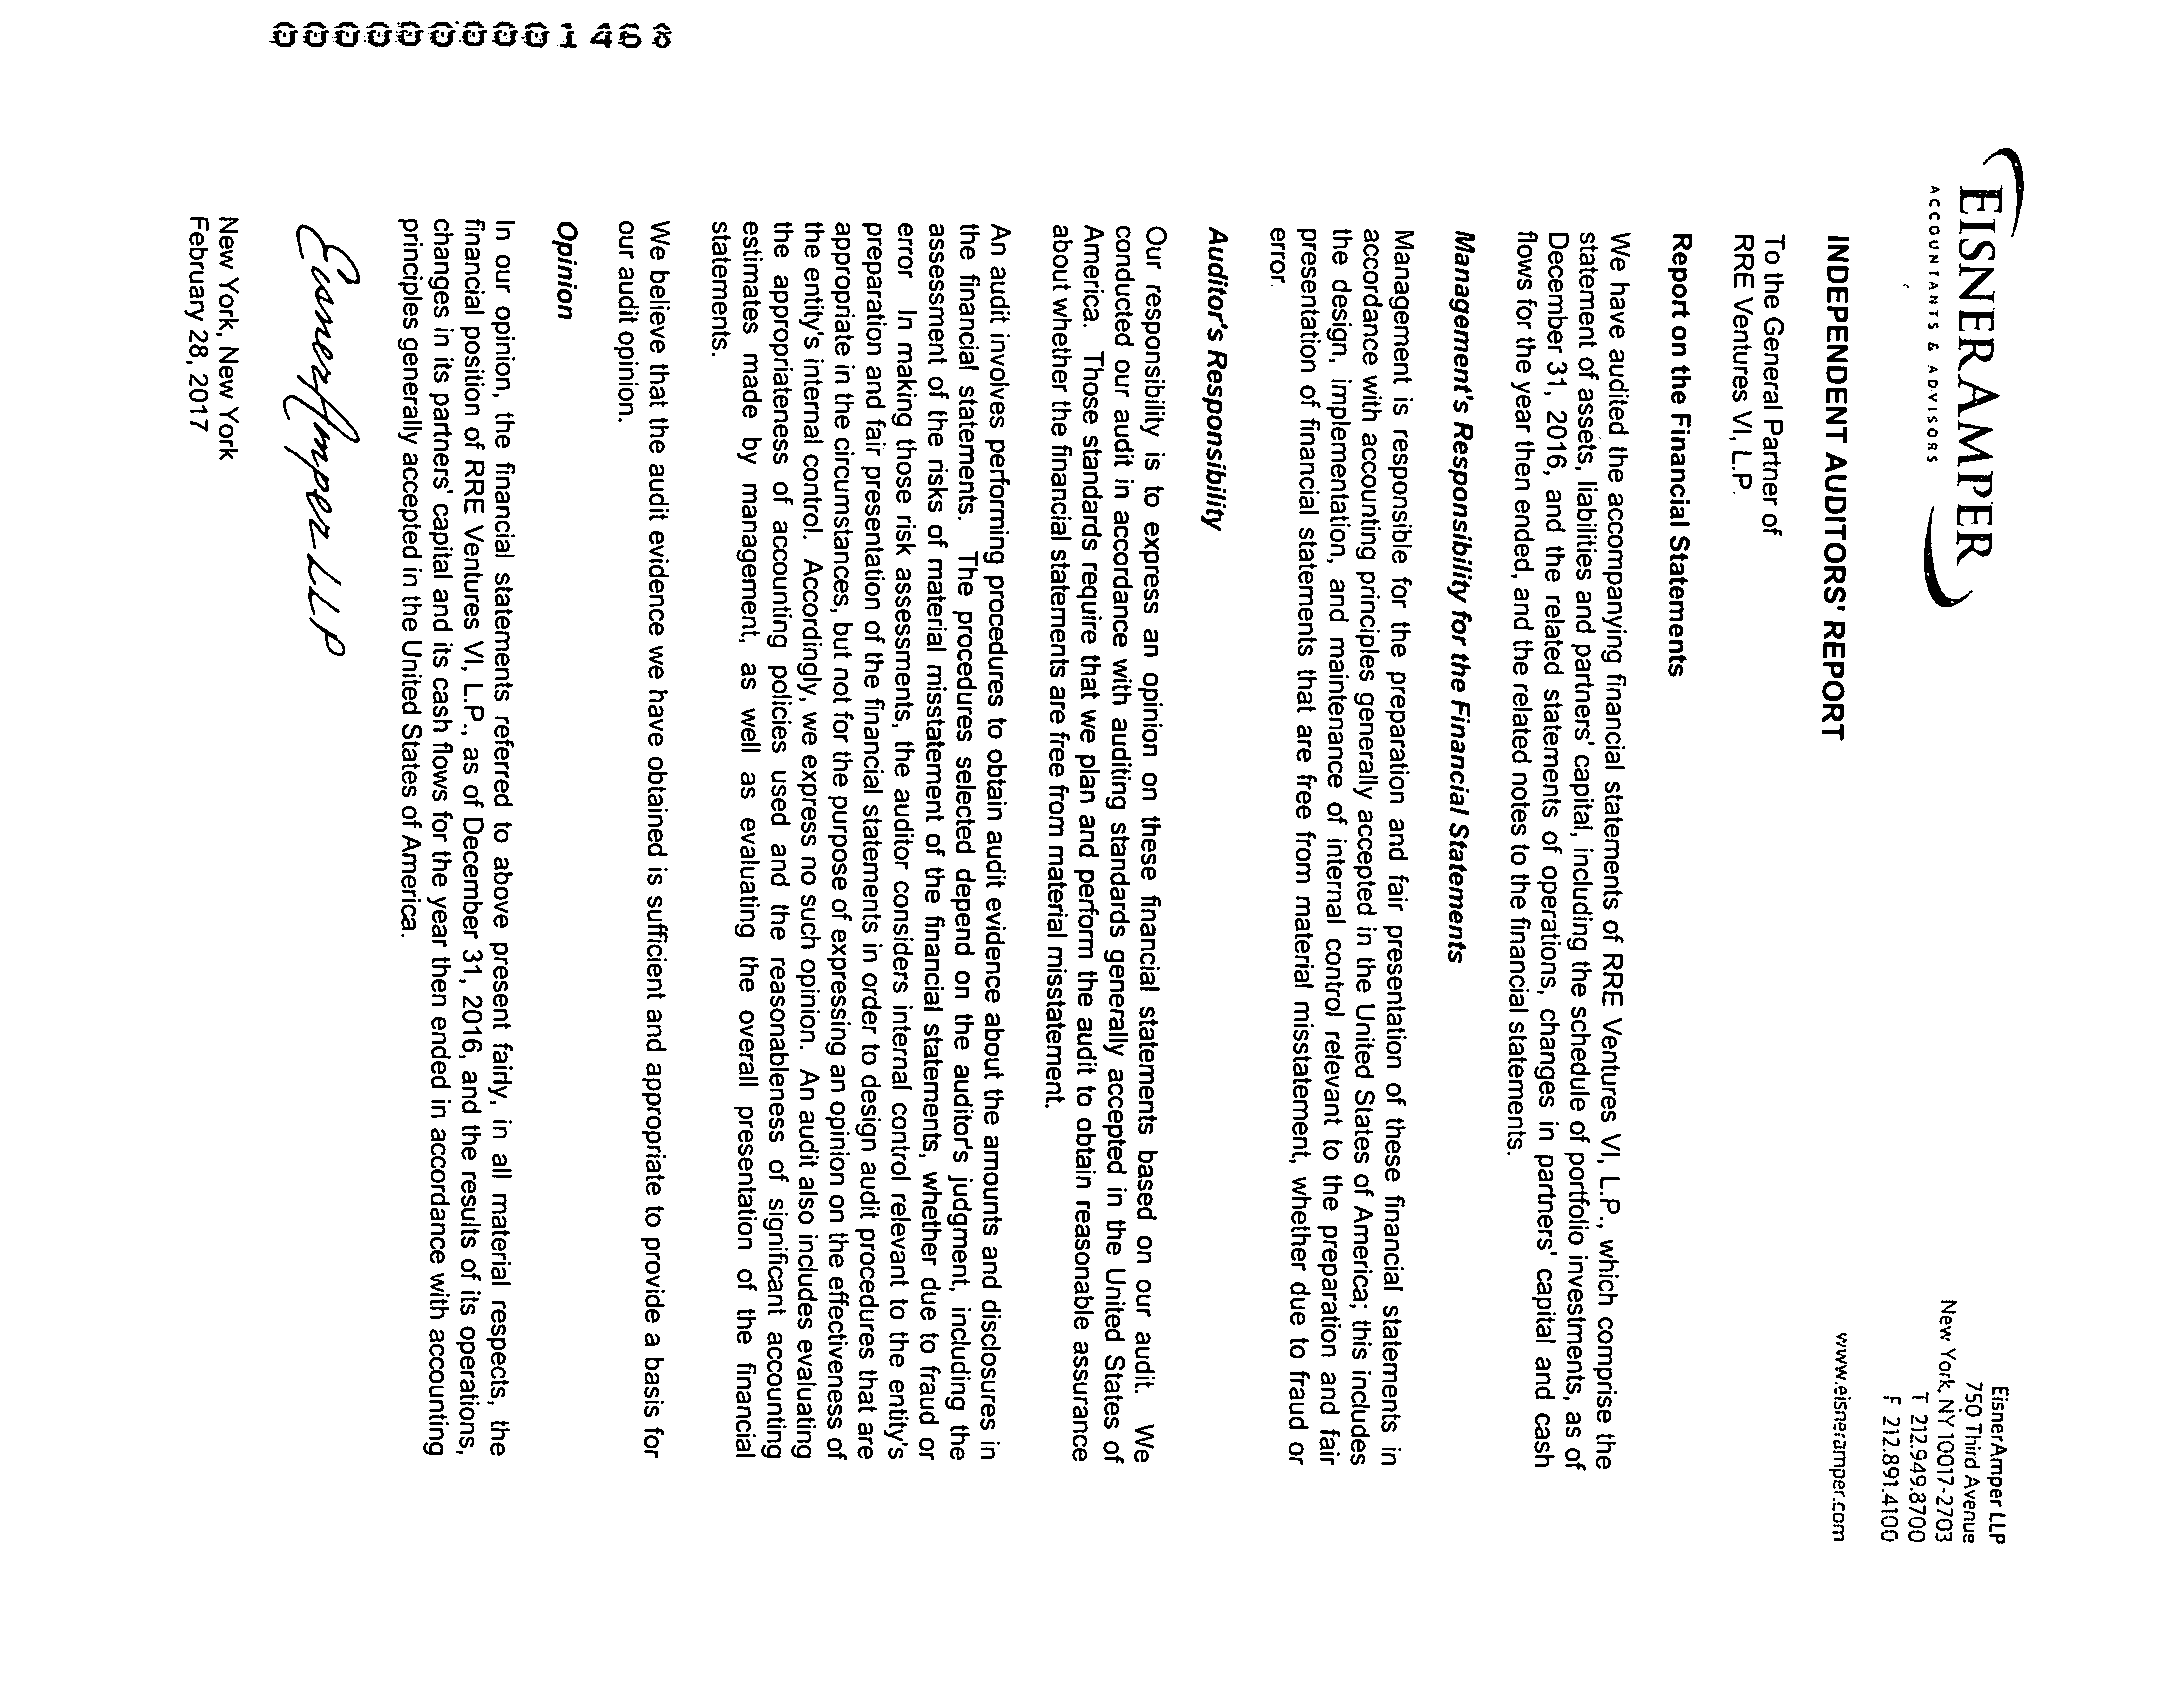 EISNERAMPER
ACCOUNTANTS & ADVISORS
EisnerAmper LLP
750 Third Avenue
New York, NY 10017-2703
T 212.949.8700
F 212.891.4100
www.eisneramper.com
INDEPENDENT AUDITORS' REPORT
To the General Partner of
RRE Ventures VI, L.P.
Report on the Financial Statements
We have audited the accompanying financial statements of RRE Ventures VI, L.P., which comprise the
statement of assets, liabilities and partners' capital, including the schedule of portfolio investments, as of
December 31, 2016, and the related statements of operations, changes in partners' capital and cash
flows for the year then ended, and the related notes to the financial statements.
Management's Responsibility for the Financial Statements
Management is responsible for the preparation and fair presentation of these financial statements in
accordance with accounting principles generally accepted in the United States of America; this includes
the design, implementation, and maintenance of internal control relevant to the preparation and fair
presentation of financial statements that are free from material misstatement, whether due to fraud or
error.
Auditor's Responsibility
Our responsibility is to express an opinion on these financial statements based on our audit. We
conducted our audit in accordance with auditing standards generally accepted in the United States of
America. Those standards require that we plan and perform the audit to obtain reasonable assurance
about whether the financial statements are free from material misstatement.
An audit involves performing procedures to obtain audit evidence about the amounts and disclosures in
the financial statements. The procedures selected depend on the auditor's judgment, including the
assessment of the risks of material misstatement of the financial statements, whether due to fraud or
error In making those risk assessments, the auditor considers internal control relevant to the entity's
preparation and fair presentation of the financial statements in order to design audit procedures that are
appropriate in the circumstances, but not for the purpose of expressing an opinion on the effectiveness of
the entity's internal control. Accordingly, we express no such opinion. An audit also includes evaluating
the appropriateness of accounting policies used and the reasonableness of significant accounting
estimates made by management, as well as evaluating the overall presentation of the financial
statements.
We believe that the audit evidence we have obtained is sufficient and appropriate to provide a basis for
our audit opinion.
Opinion
In our opinion, the financial statements referred to above present fairly, in all material respects, the
financial position of RRE Ventures VI, L.P., as of December 31, 2016, and the results of its operations,
changes in its partners' capital and its cash flows for the year then ended in accordance with accounting
principles generally accepted in the United States of America.
EisnerAmper LLP
New York, New York
February 28, 2017
0000000001468